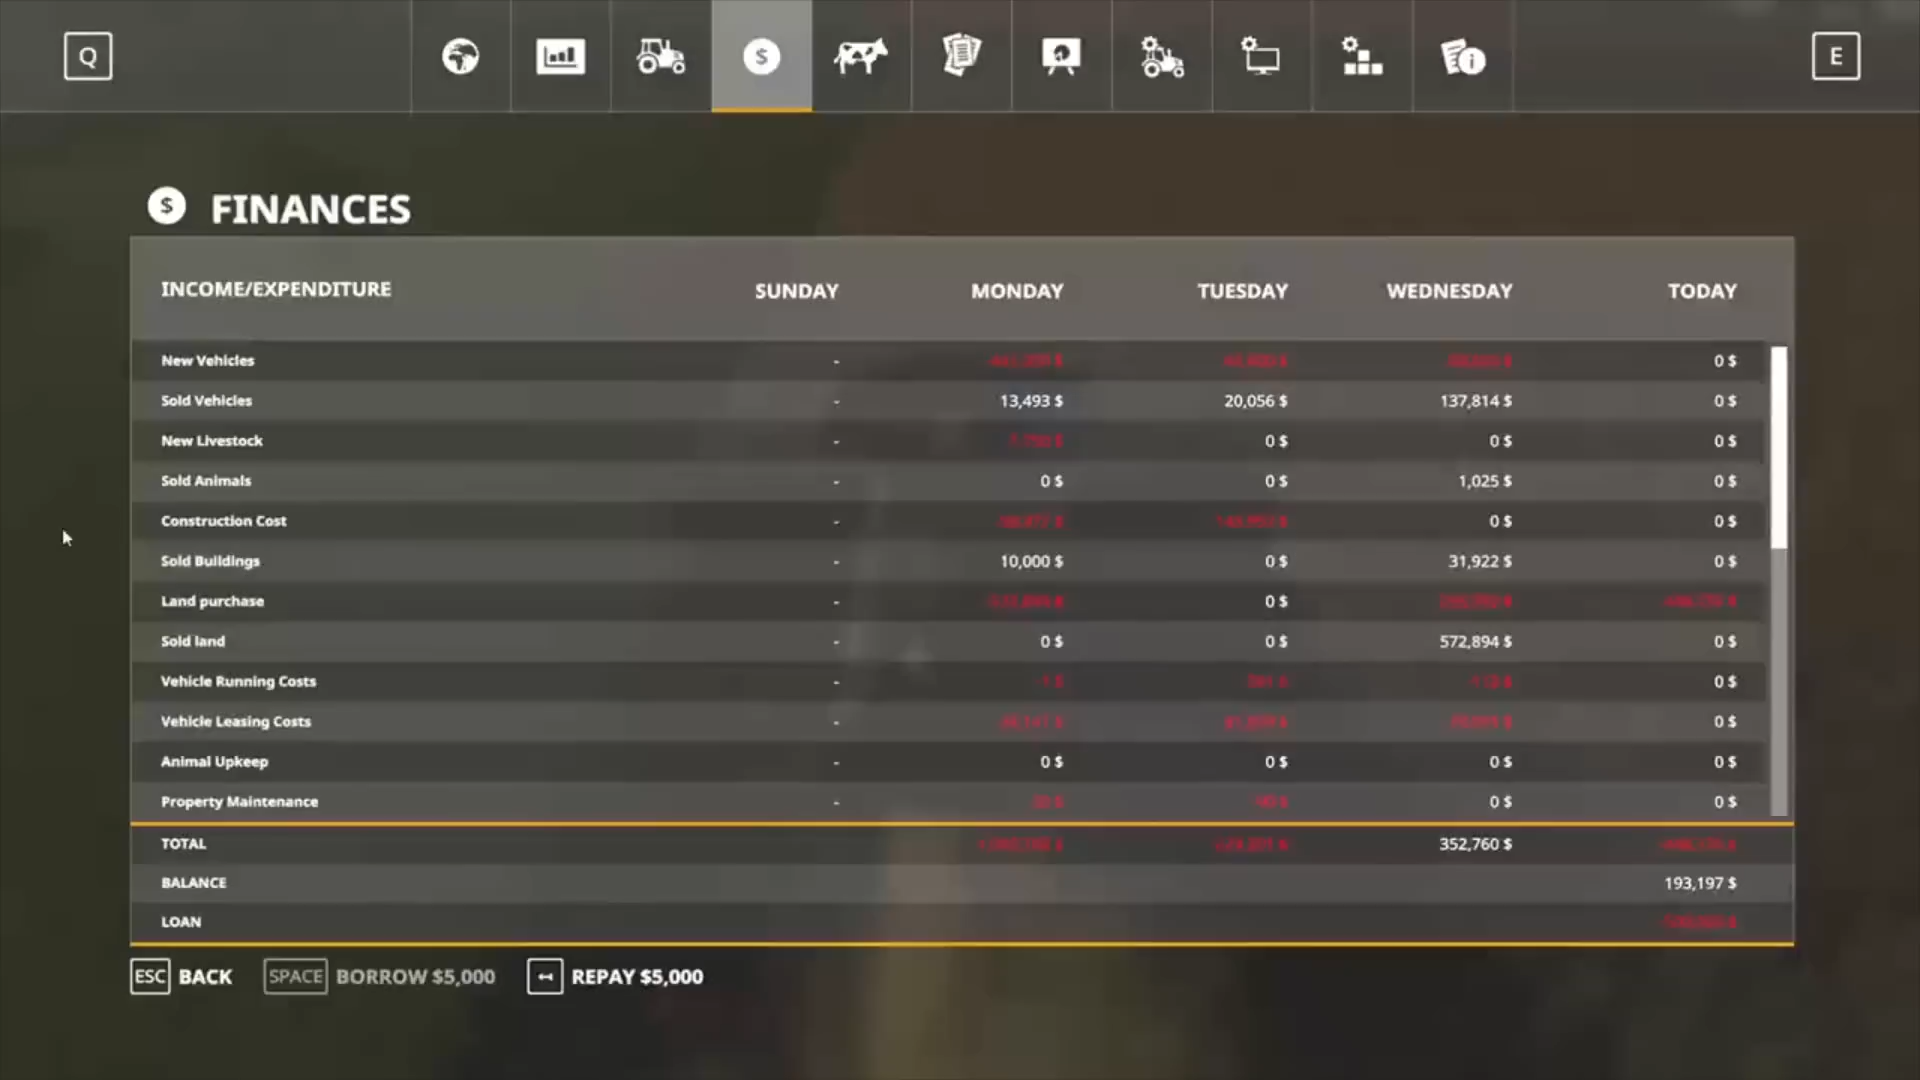 Q
E
$ FINANCES
INCOME/EXPENDITURE SUNDAY MONDAY TUESDAY WEDNESDAY TODAY
New Vehicles - 0 $
Sold Vehicles - 13,493 $ 20,056 $ 137,814 $ 0 $
New Livestock - 0 $ 0 $ 0 $
Sold Animals - 0 $ 0 $ 1,025 $ 0 $
Construction Cost - 0 $ 0 $
Sold Buildings - 10,000 $ 0 $ 31,922 $ 0 $
Land purchase - 0 $
Sold land - 0 $ 0 $ 572,894 $ 0 $
Vehicle Running Costs - 0 $
Vehicle Leasing Costs - 0 $
Animal Upkeep - 0 $ 0 $ 0 $ 0 $
Property Maintenance - 0 $ 0 $
TOTAL 352,760 $
BALANCE 193,197 $
LOAN
ESC BACK SPACE BORROW $5,000 REPAY $5,000